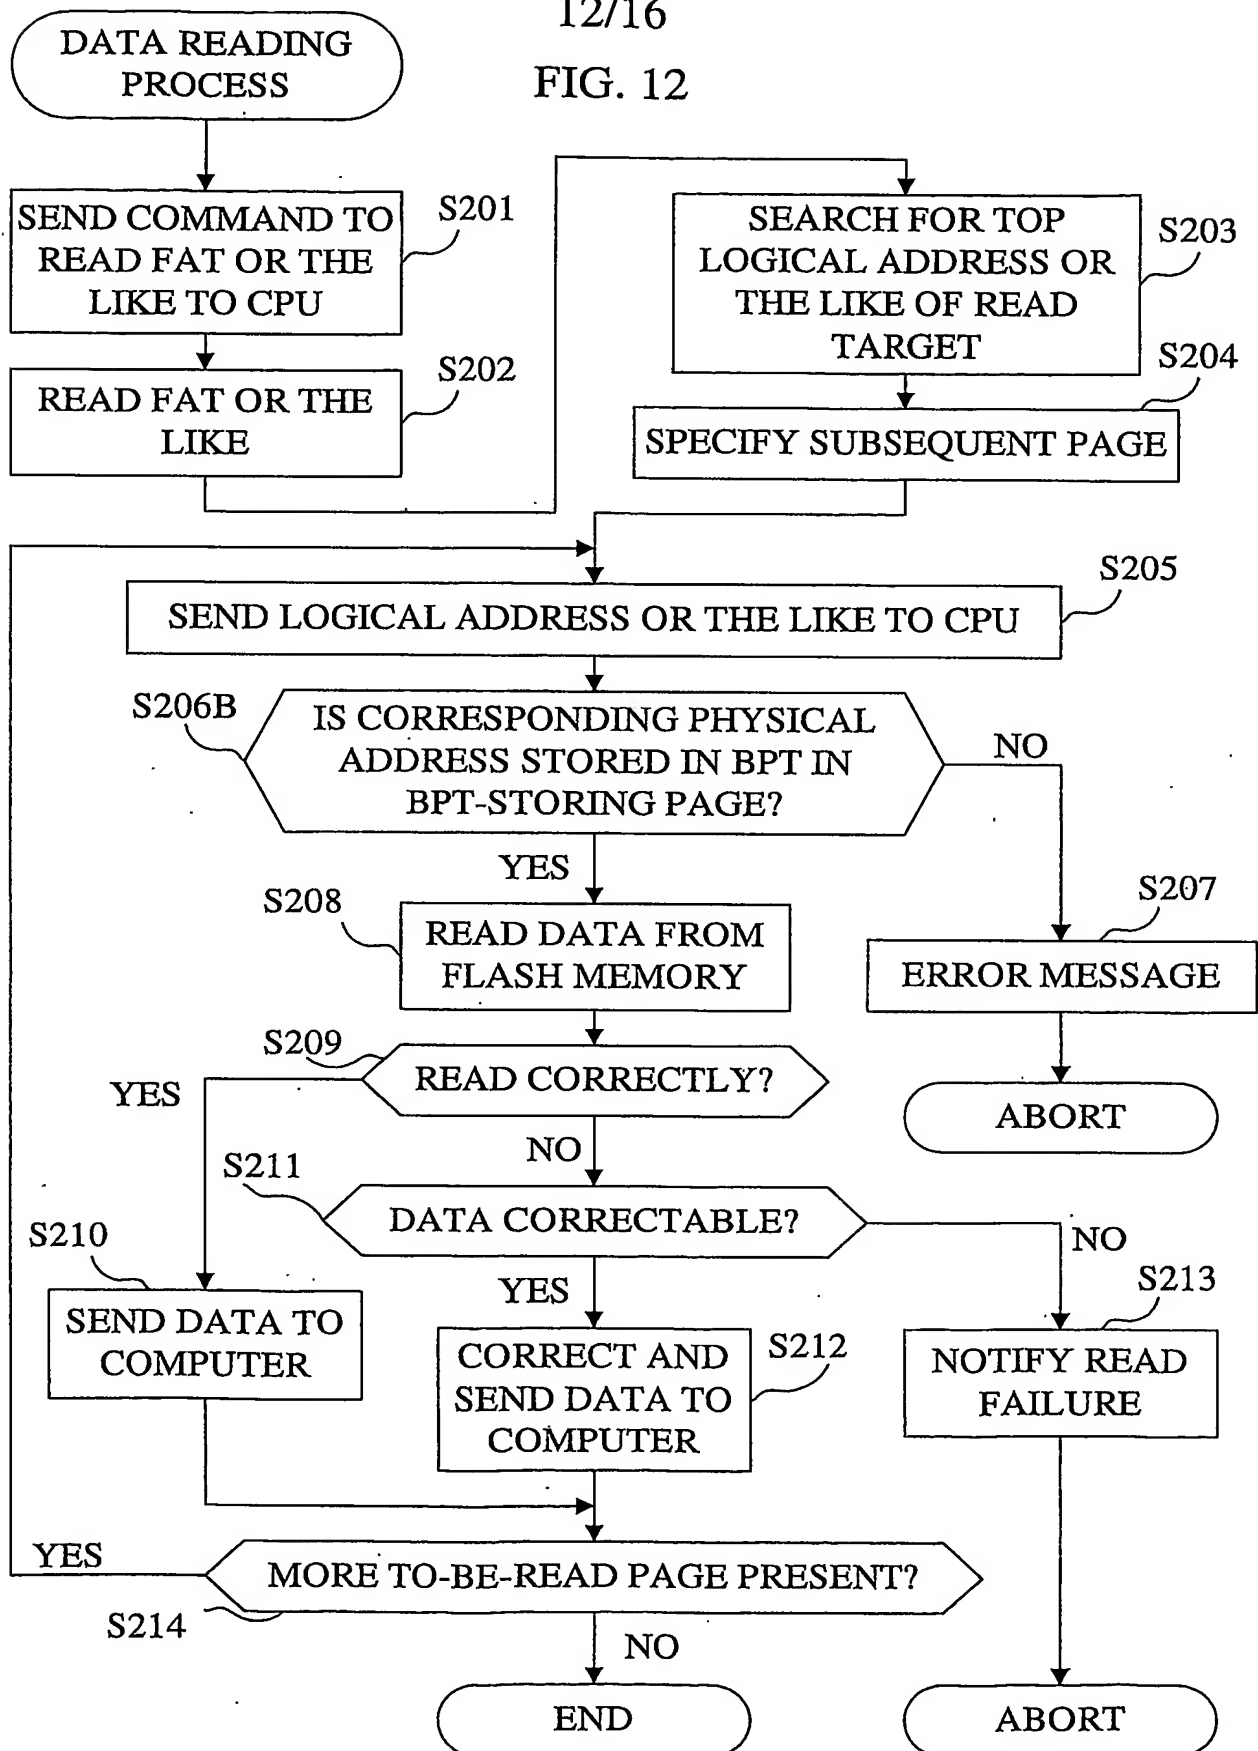 12/16
FIG. 12
DATA READING
PROCESS
SEND COMMAND TO
READ FAT OR THE
LIKE TO CPU
S201
READ FAT OR THE
LIKE
S202
SEARCH FOR TOP
LOGICAL ADDRESS OR
THE LIKE OF READ
TARGET
S203
S204
SPECIFY SUBSEQUENT PAGE
S205
SEND LOGICAL ADDRESS OR THE LIKE TO CPU
S206B
IS CORRESPONDING PHYSICAL
ADDRESS STORED IN BPT IN
BPT-STORING PAGE?
NO
YES
S207
ERROR MESSAGE
ABORT
S208
READ DATA FROM
FLASH MEMORY
S209
READ CORRECTLY?
YES
NO
S211
DATA CORRECTABLE?
NO
YES
S210
SEND DATA TO
COMPUTER
S212
CORRECT AND
SEND DATA TO
COMPUTER
S213
NOTIFY READ
FAILURE
YES
MORE TO-BE-READ PAGE PRESENT?
S214
NO
END
ABORT